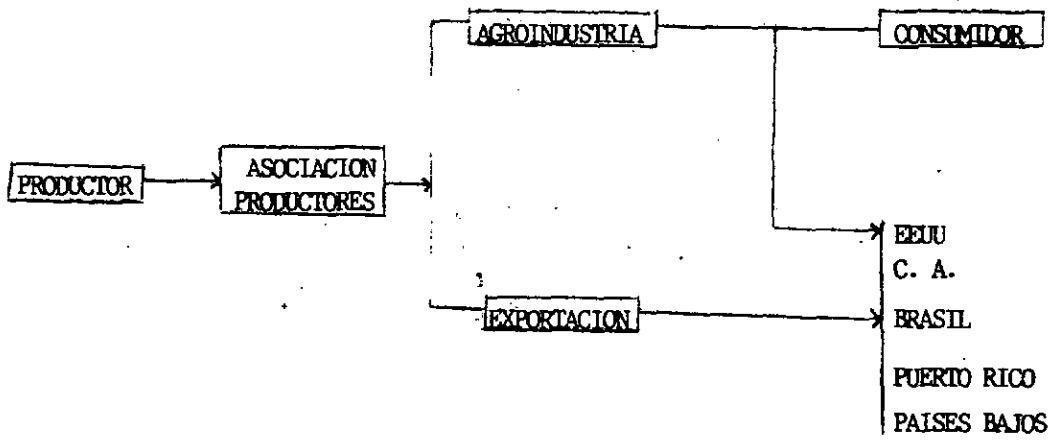 AGROINDUSTRIA
CONSUMIDOR
PRODUCTOR
ASOCIACION
PRODUCTORES
EEUU
C. A.
EXPORTACION
BRASIL
PUERTO RICO
PAISES BAJOS